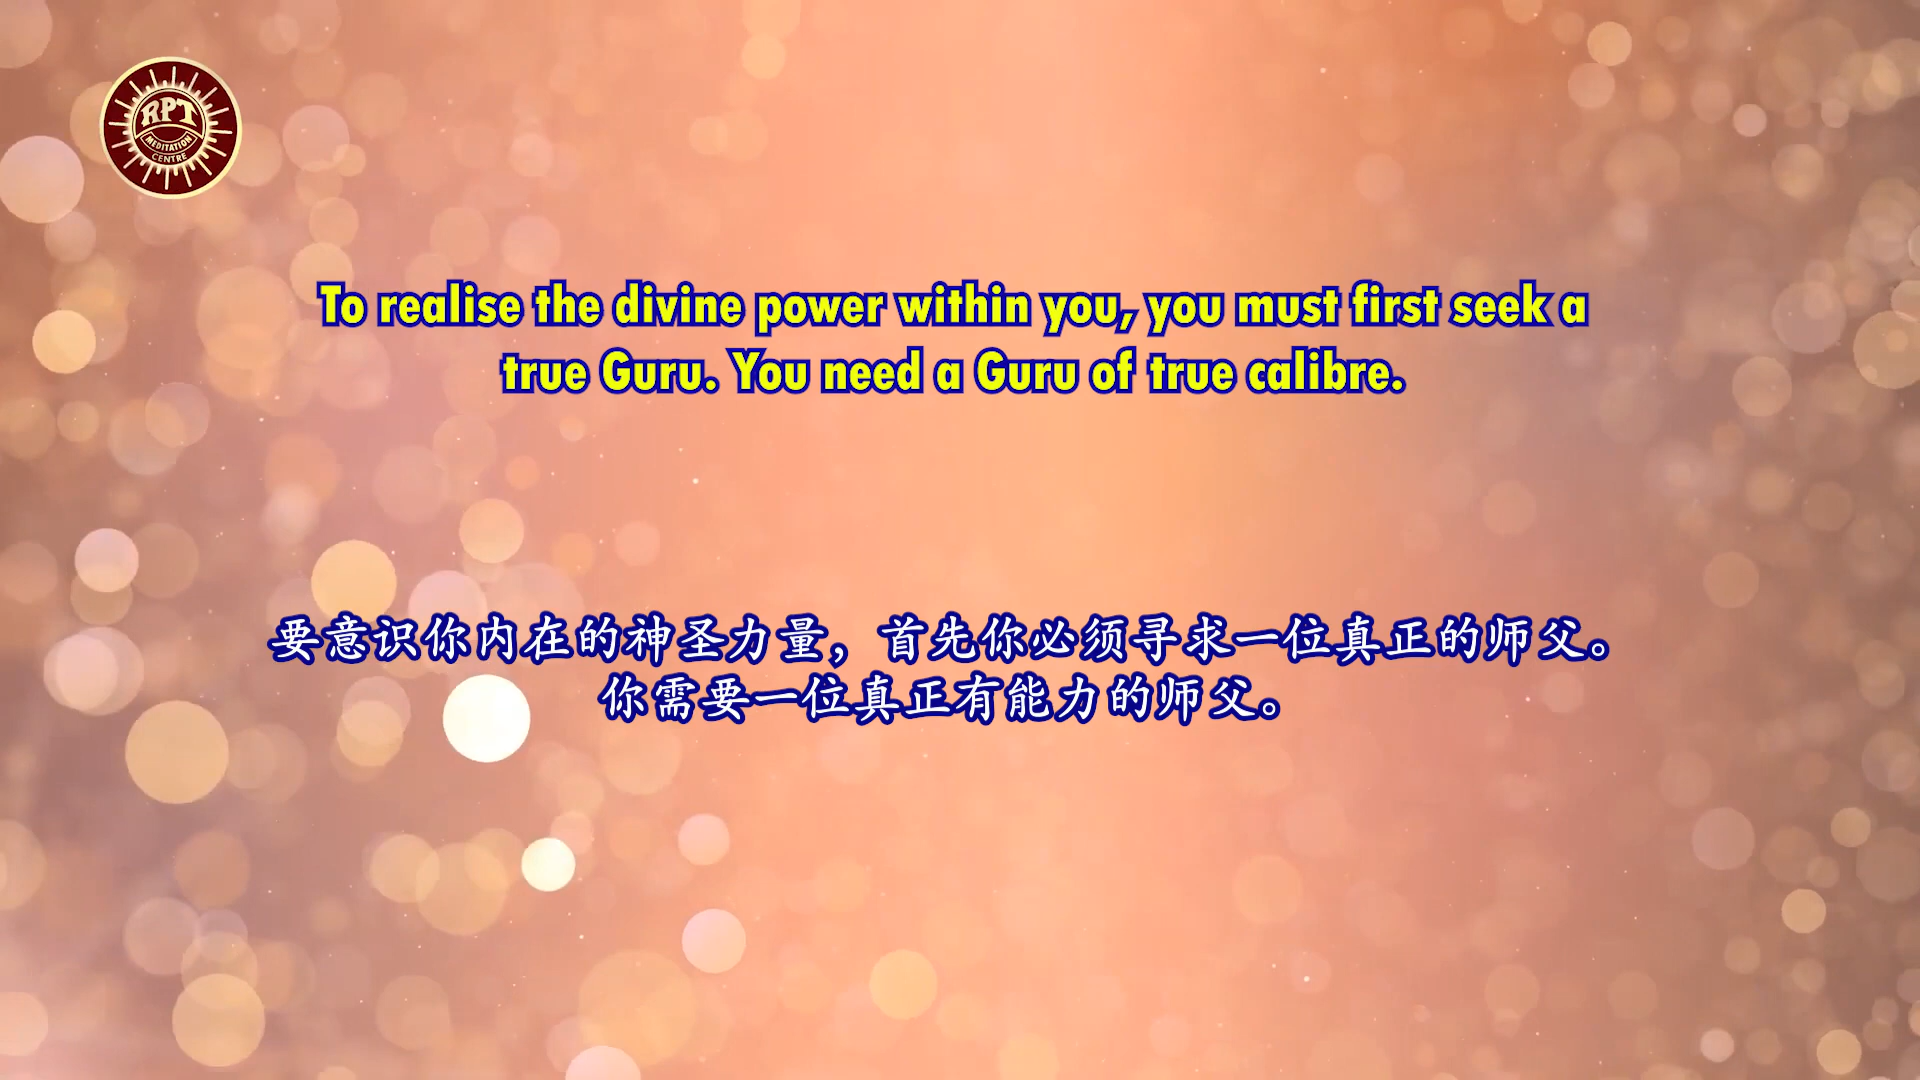 RPT
MEDITATION
CENTRE
To realise the divine power within you, you must first seek a
true Guru. You need a Guru of true calibre.
要意识你内在的神圣力量，首先你必须寻求一位真正的师父。
你需要一位真正有能力的师父。